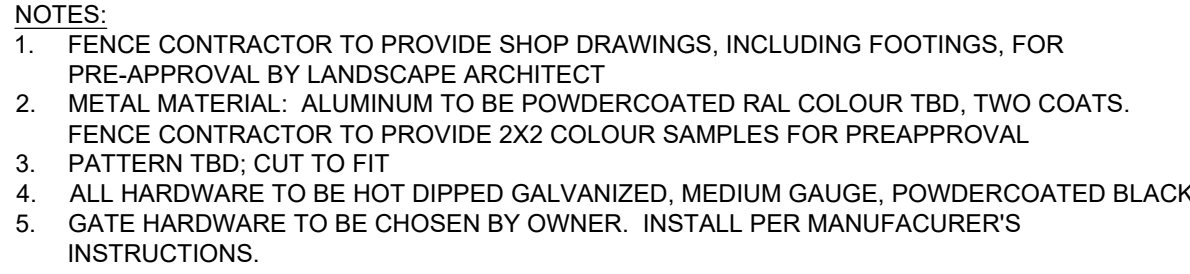 NOTES:
1. FENCE CONTRACTOR TO PROVIDE SHOP DRAWINGS, INCLUDING FOOTINGS, FOR
PRE-APPROVAL BY LANDSCAPE ARCHITECT
2. METAL MATERIAL: ALUMINUM TO BE POWDERCOATED RAL COLOUR TBD, TWO COATS.
FENCE CONTRACTOR TO PROVIDE 2X2 COLOUR SAMPLES FOR PREAPPROVAL
3. PATTERN TBD; CUT TO FIT
4. ALL HARDWARE TO BE HOT DIPPED GALVANIZED, MEDIUM GAUGE, POWDERCOATED BLACK
5. GATE HARDWARE TO BE CHOSEN BY OWNER. INSTALL PER MANUFACURER'S
INSTRUCTIONS.